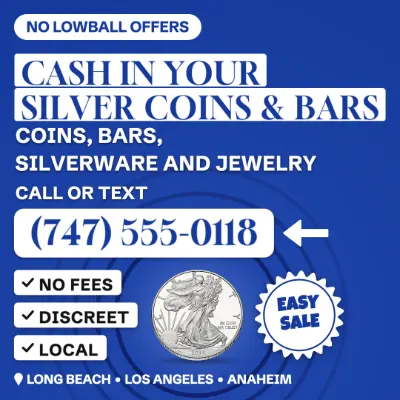 NO LOWBALL OFFERS
CASH IN YOUR
SILVER COINS & BARS
COINS, BARS,
SILVERWARE AND JEWELRY
CALL OR TEXT
(747) 555-0118
✓ NO FEES
✓ DISCREET
✓ LOCAL
EASY
SALE
LONG BEACH • LOS ANGELES • ANAHEIM